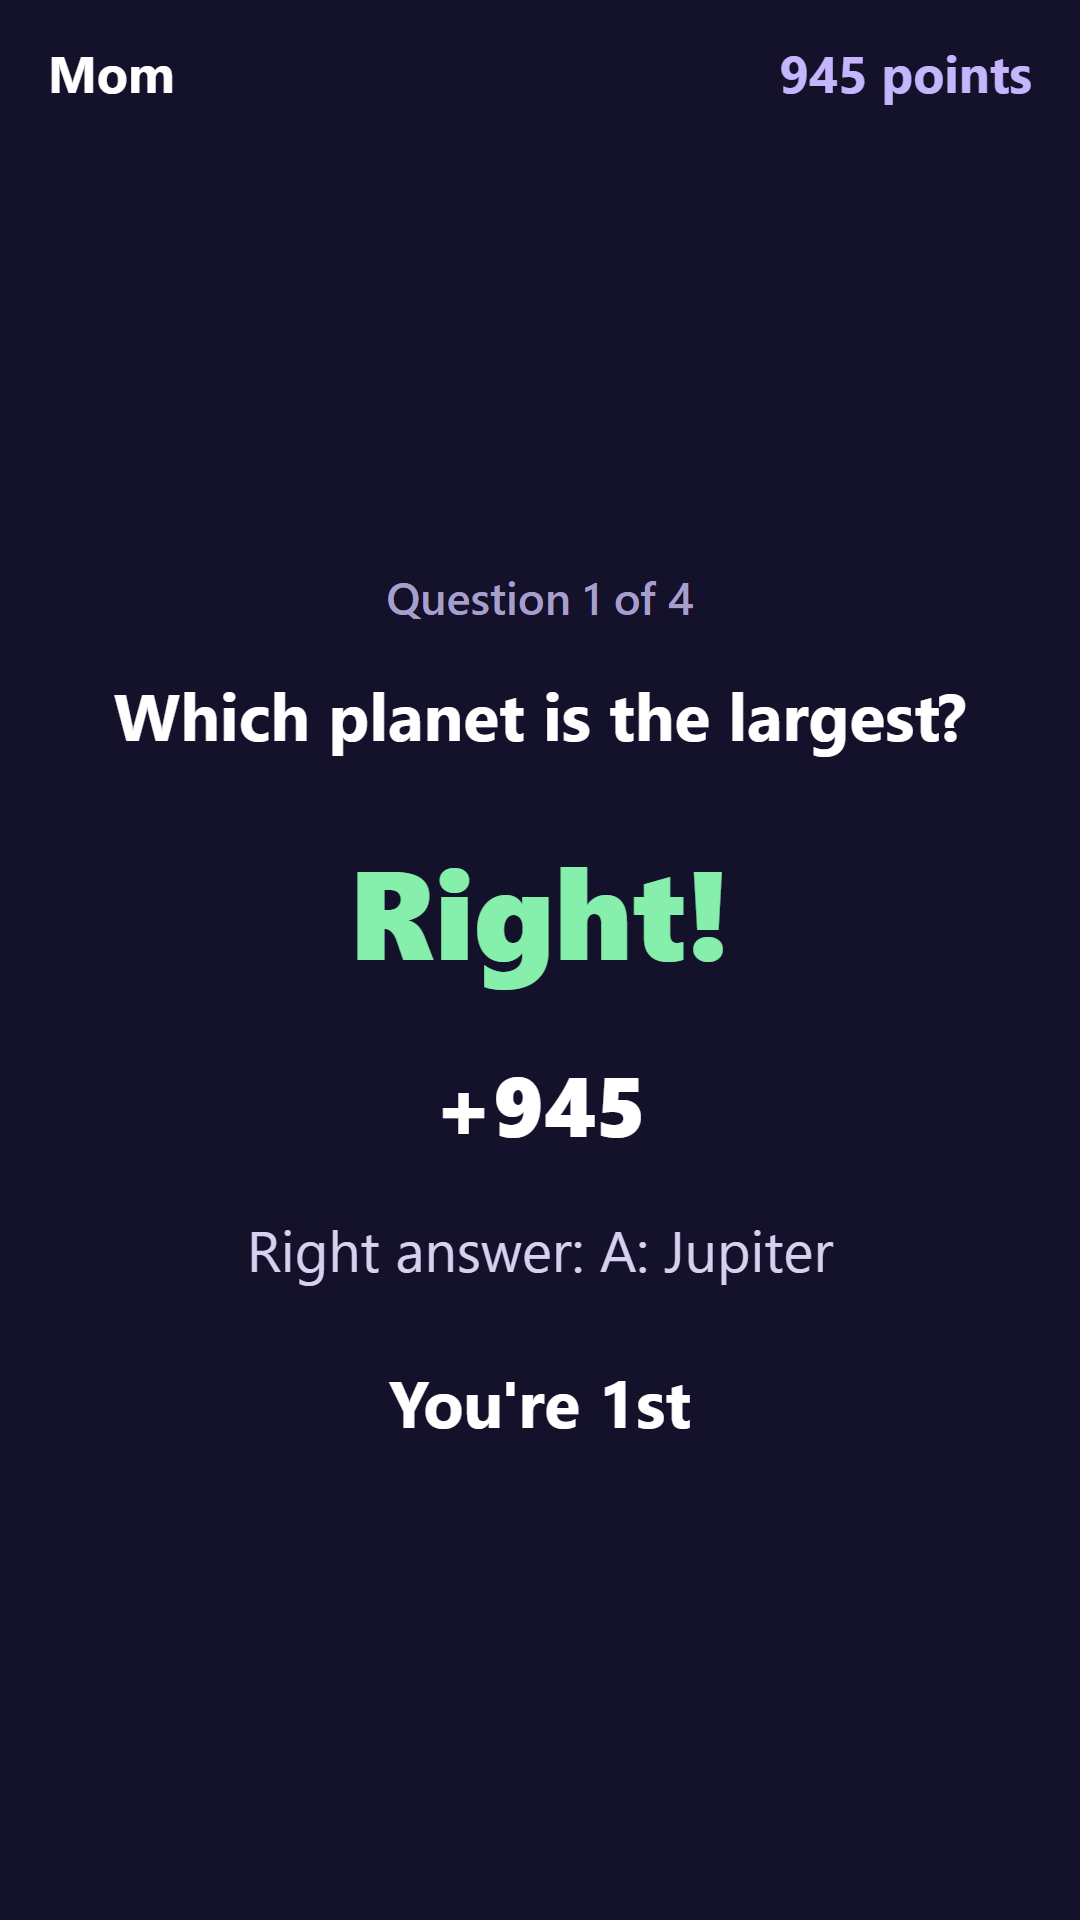 Mom
945 points
Question 1 of 4
Which planet is the largest?
Right!
+945
Right answer: A: Jupiter
You're 1st